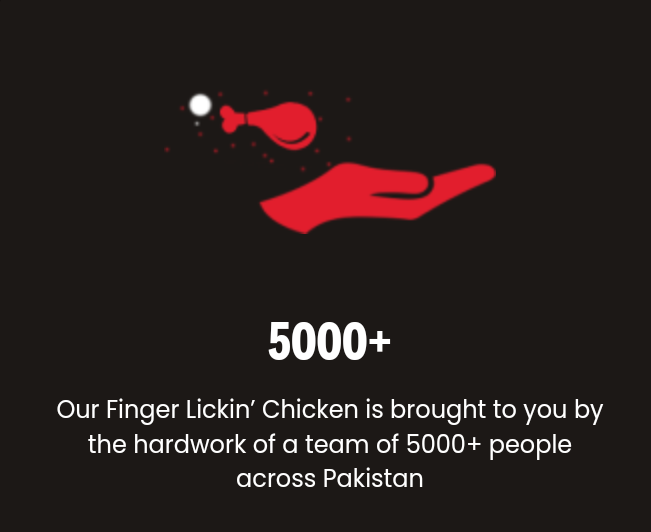 5000+
Our Finger Lickin’ Chicken is brought to you by
the hardwork of a team of 5000+ people
across Pakistan